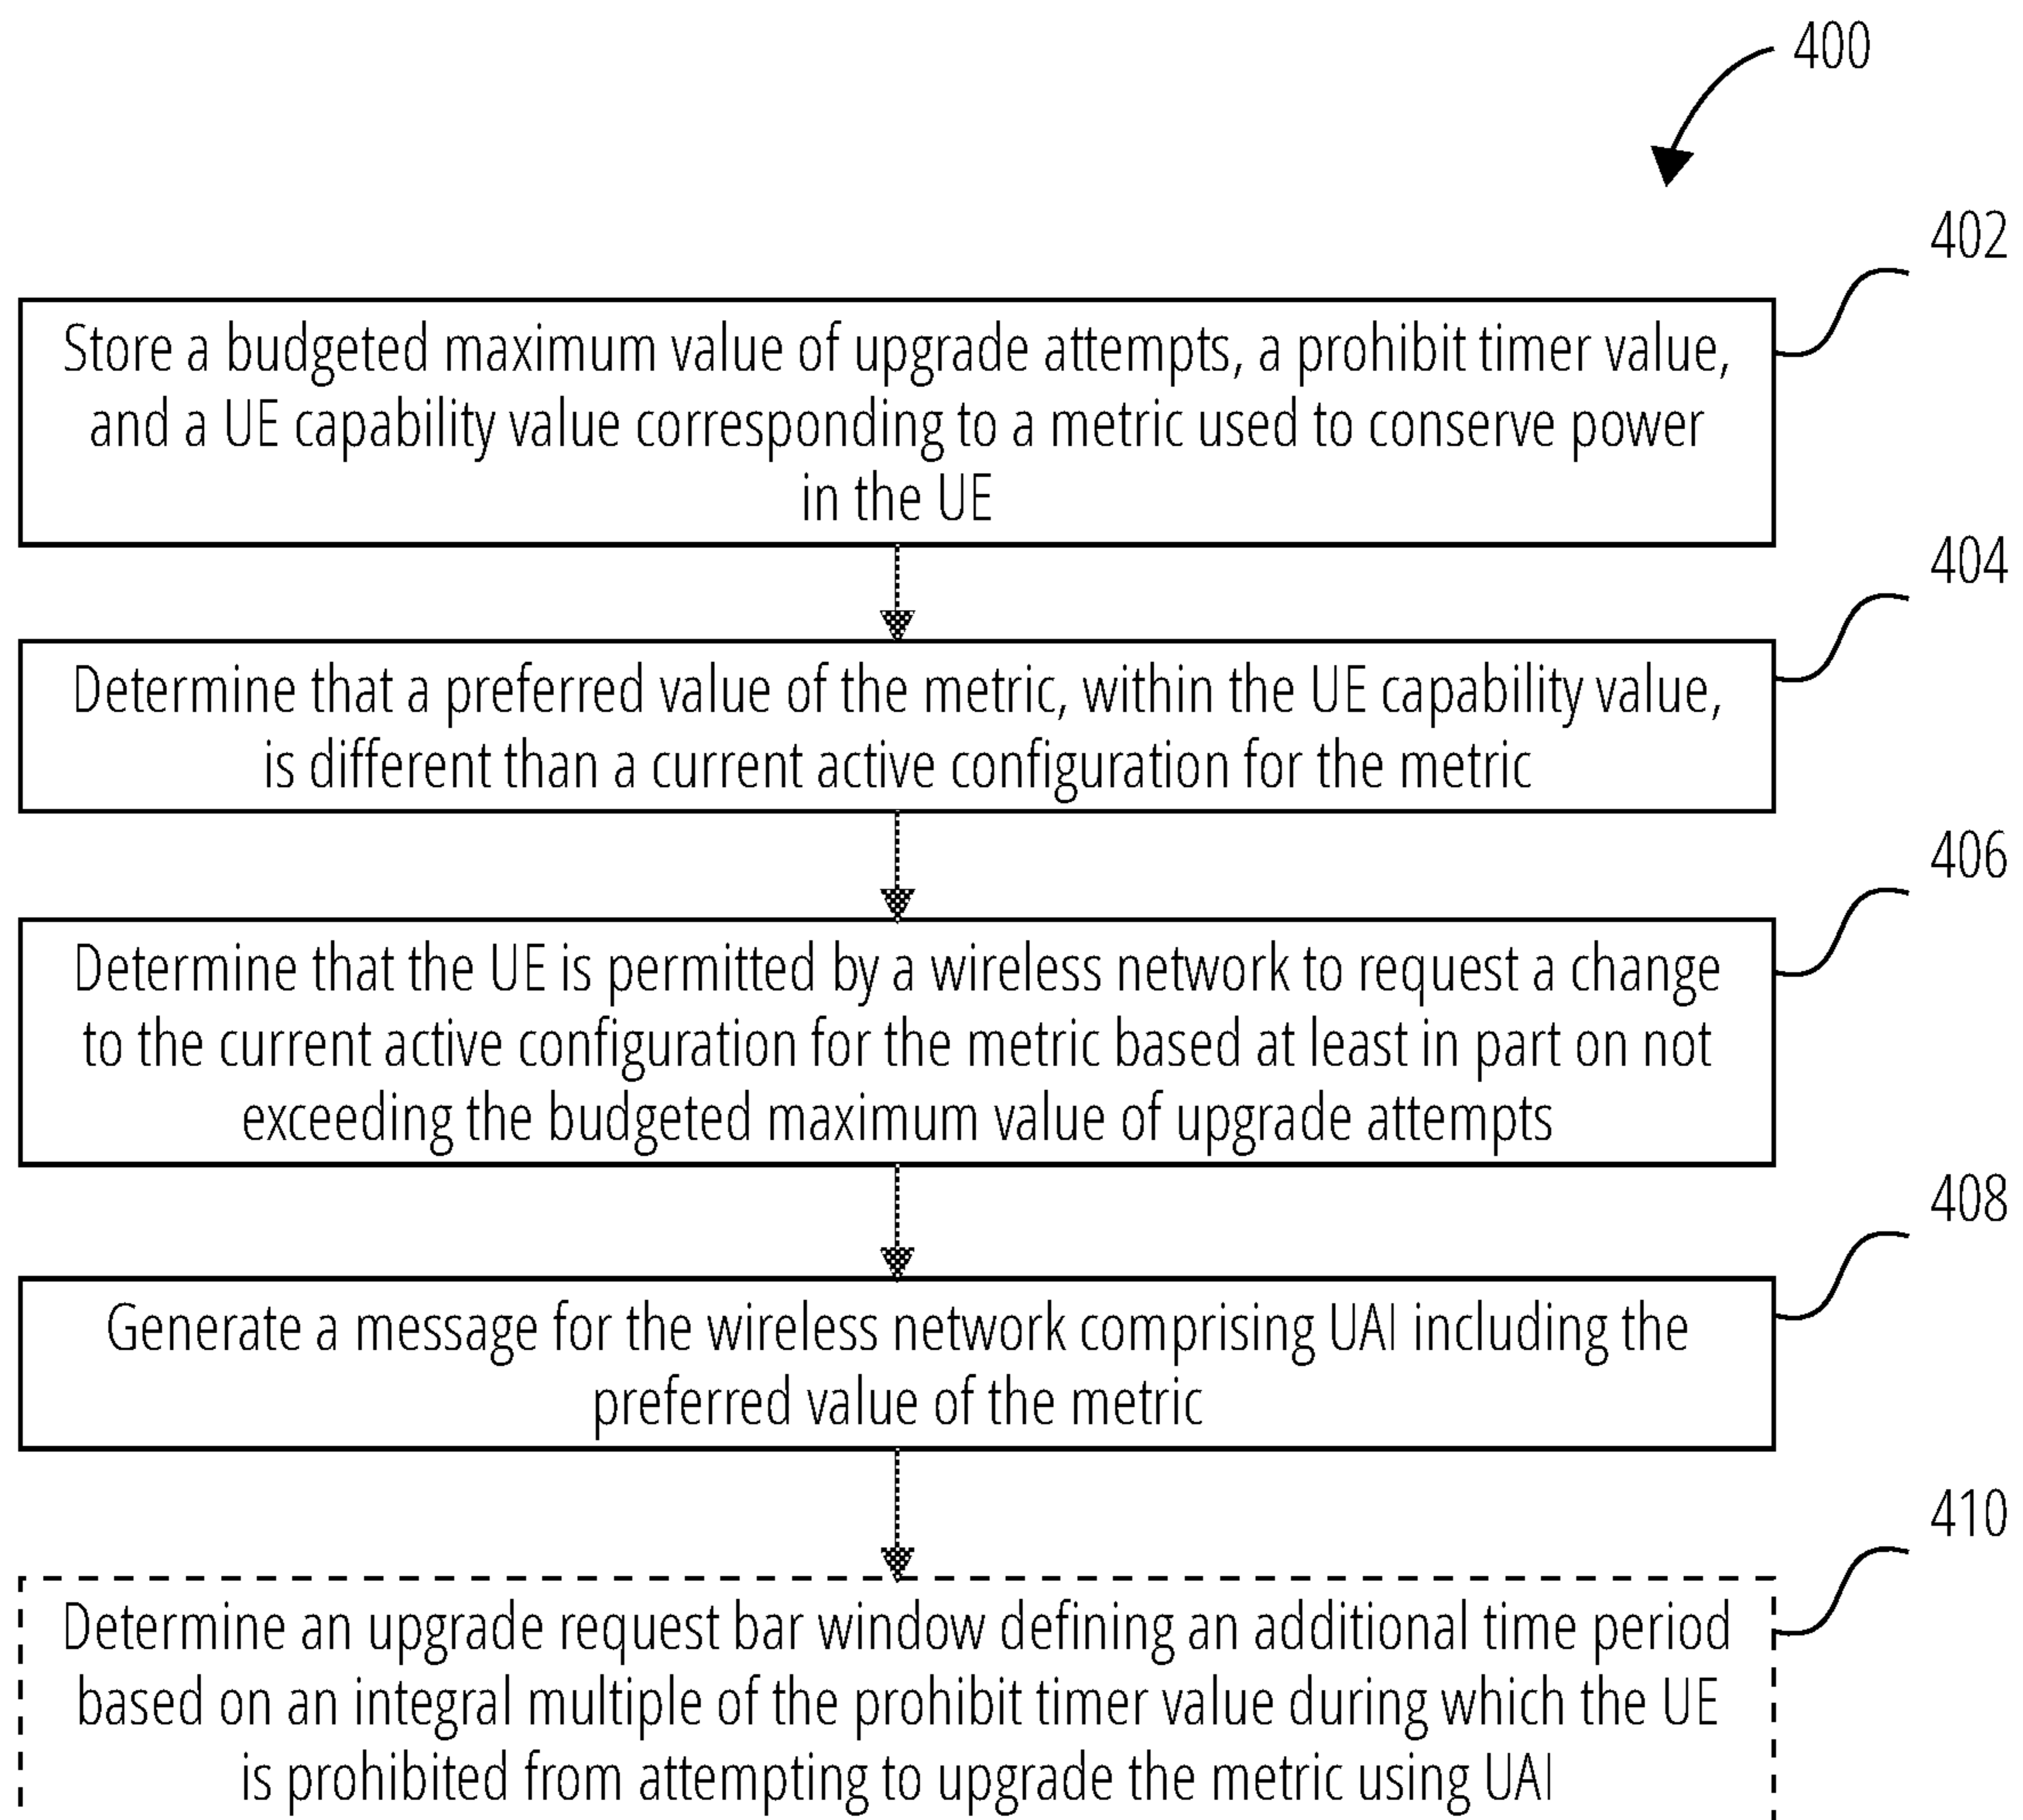 400
402
Store a budgeted maximum value of upgrade attempts, a prohibit timer value,
and a UE capability value corresponding to a metric used to conserve power
in the UE
404
Determine that a preferred value of the metric, within the UE capability value,
is different than a current active configuration for the metric
406
Determine that the UE is permitted by a wireless network to request a change
to the current active configuration for the metric based at least in part on not
exceeding the budgeted maximum value of upgrade attempts
408
Generate a message for the wireless network comprising UAI including the
preferred value of the metric
410
Determine an upgrade request bar window defining an additional time period
based on an integral multiple of the prohibit timer value during which the UE
is prohibited from attempting to upgrade the metric using UAI